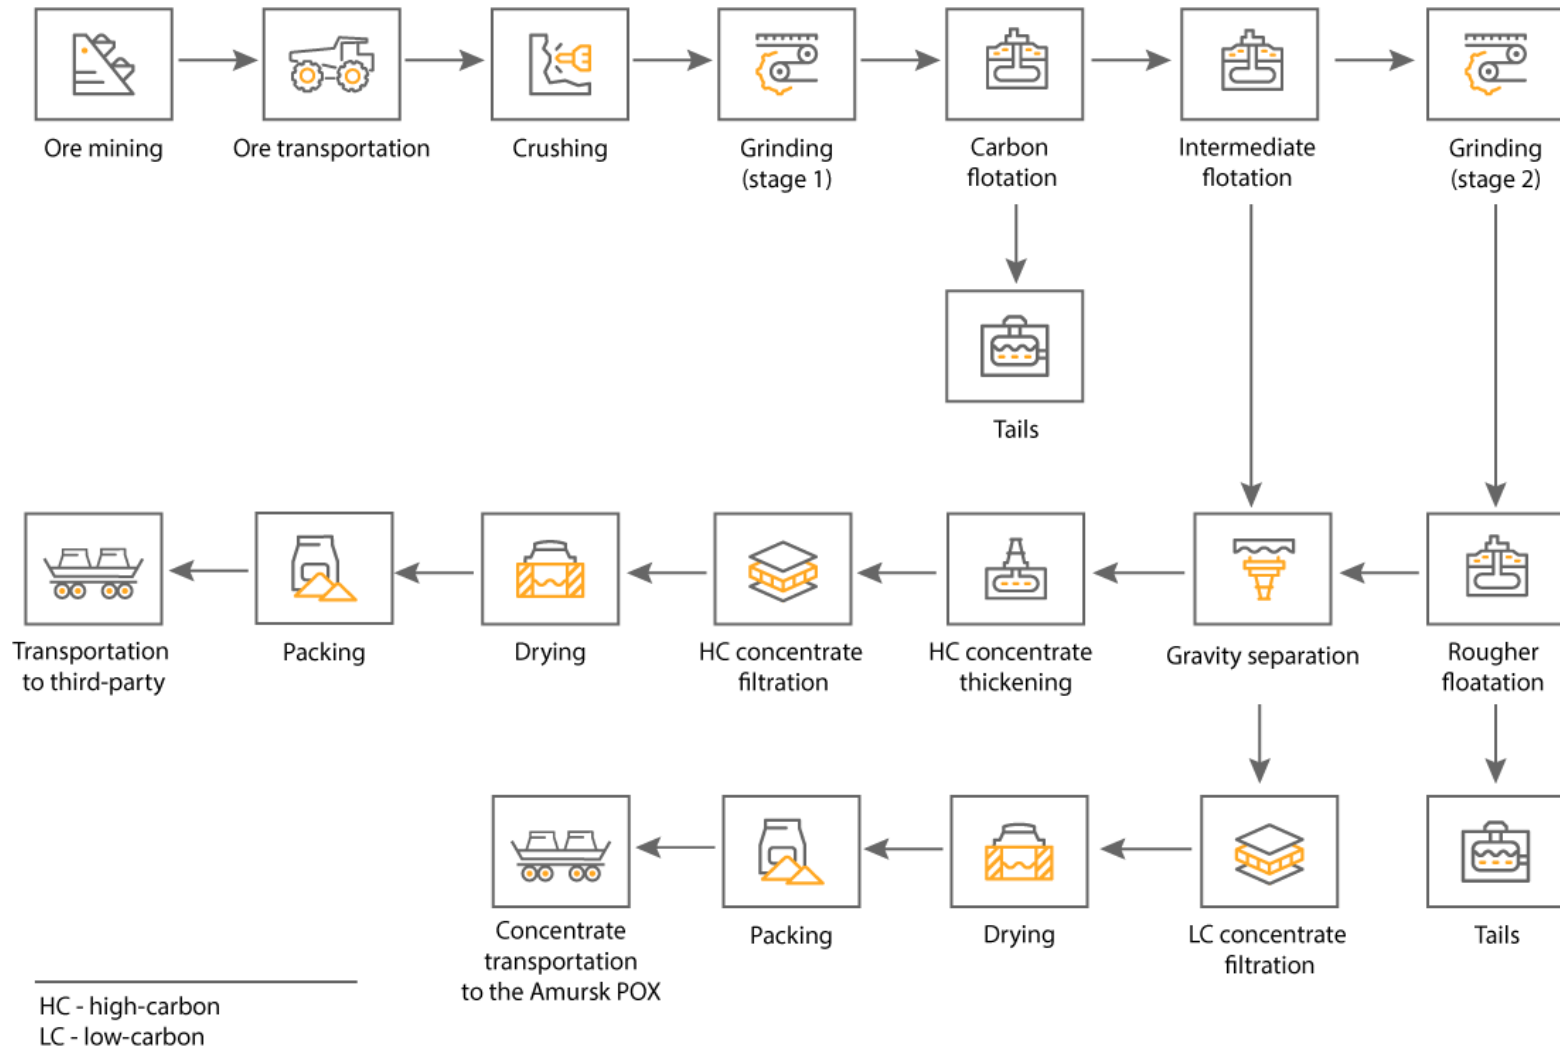 Ore mining
Ore transportation
Crushing
Grinding
(stage 1)
Carbon
flotation
Intermediate
flotation
Grinding
(stage 2)
Tails
Transportation
to third-party
Packing
Drying
HC concentrate
filtration
HC concentrate
thickening
Gravity separation
Rougher
floatation
Concentrate
transportation
to the Amursk POX
Packing
Drying
LC concentrate
filtration
Tails
HC - high-carbon
LC - low-carbon